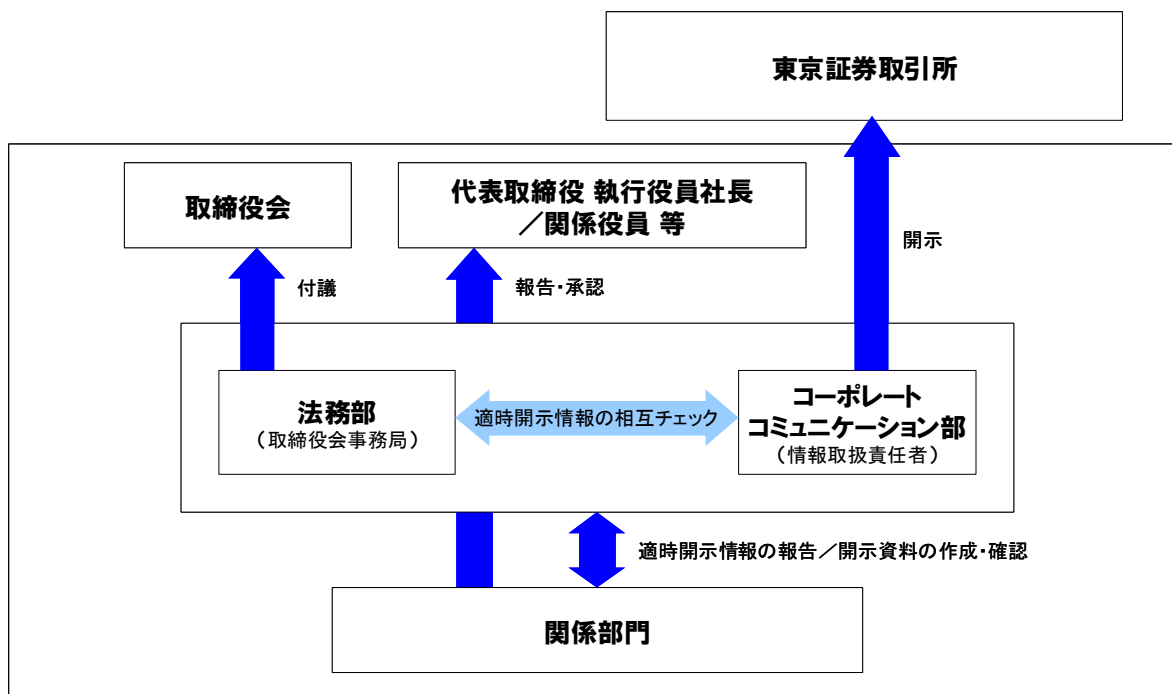 東京証券取引所
取締役会
代表取締役 執行役員社長
／関係役員 等
開示
付議
報告・承認
法務部
（取締役会事務局）
適時開示情報の相互チェック
コーポレート
コミュニケーション部
（情報取扱責任者）
適時開示情報の報告／開示資料の作成・確認
関係部門